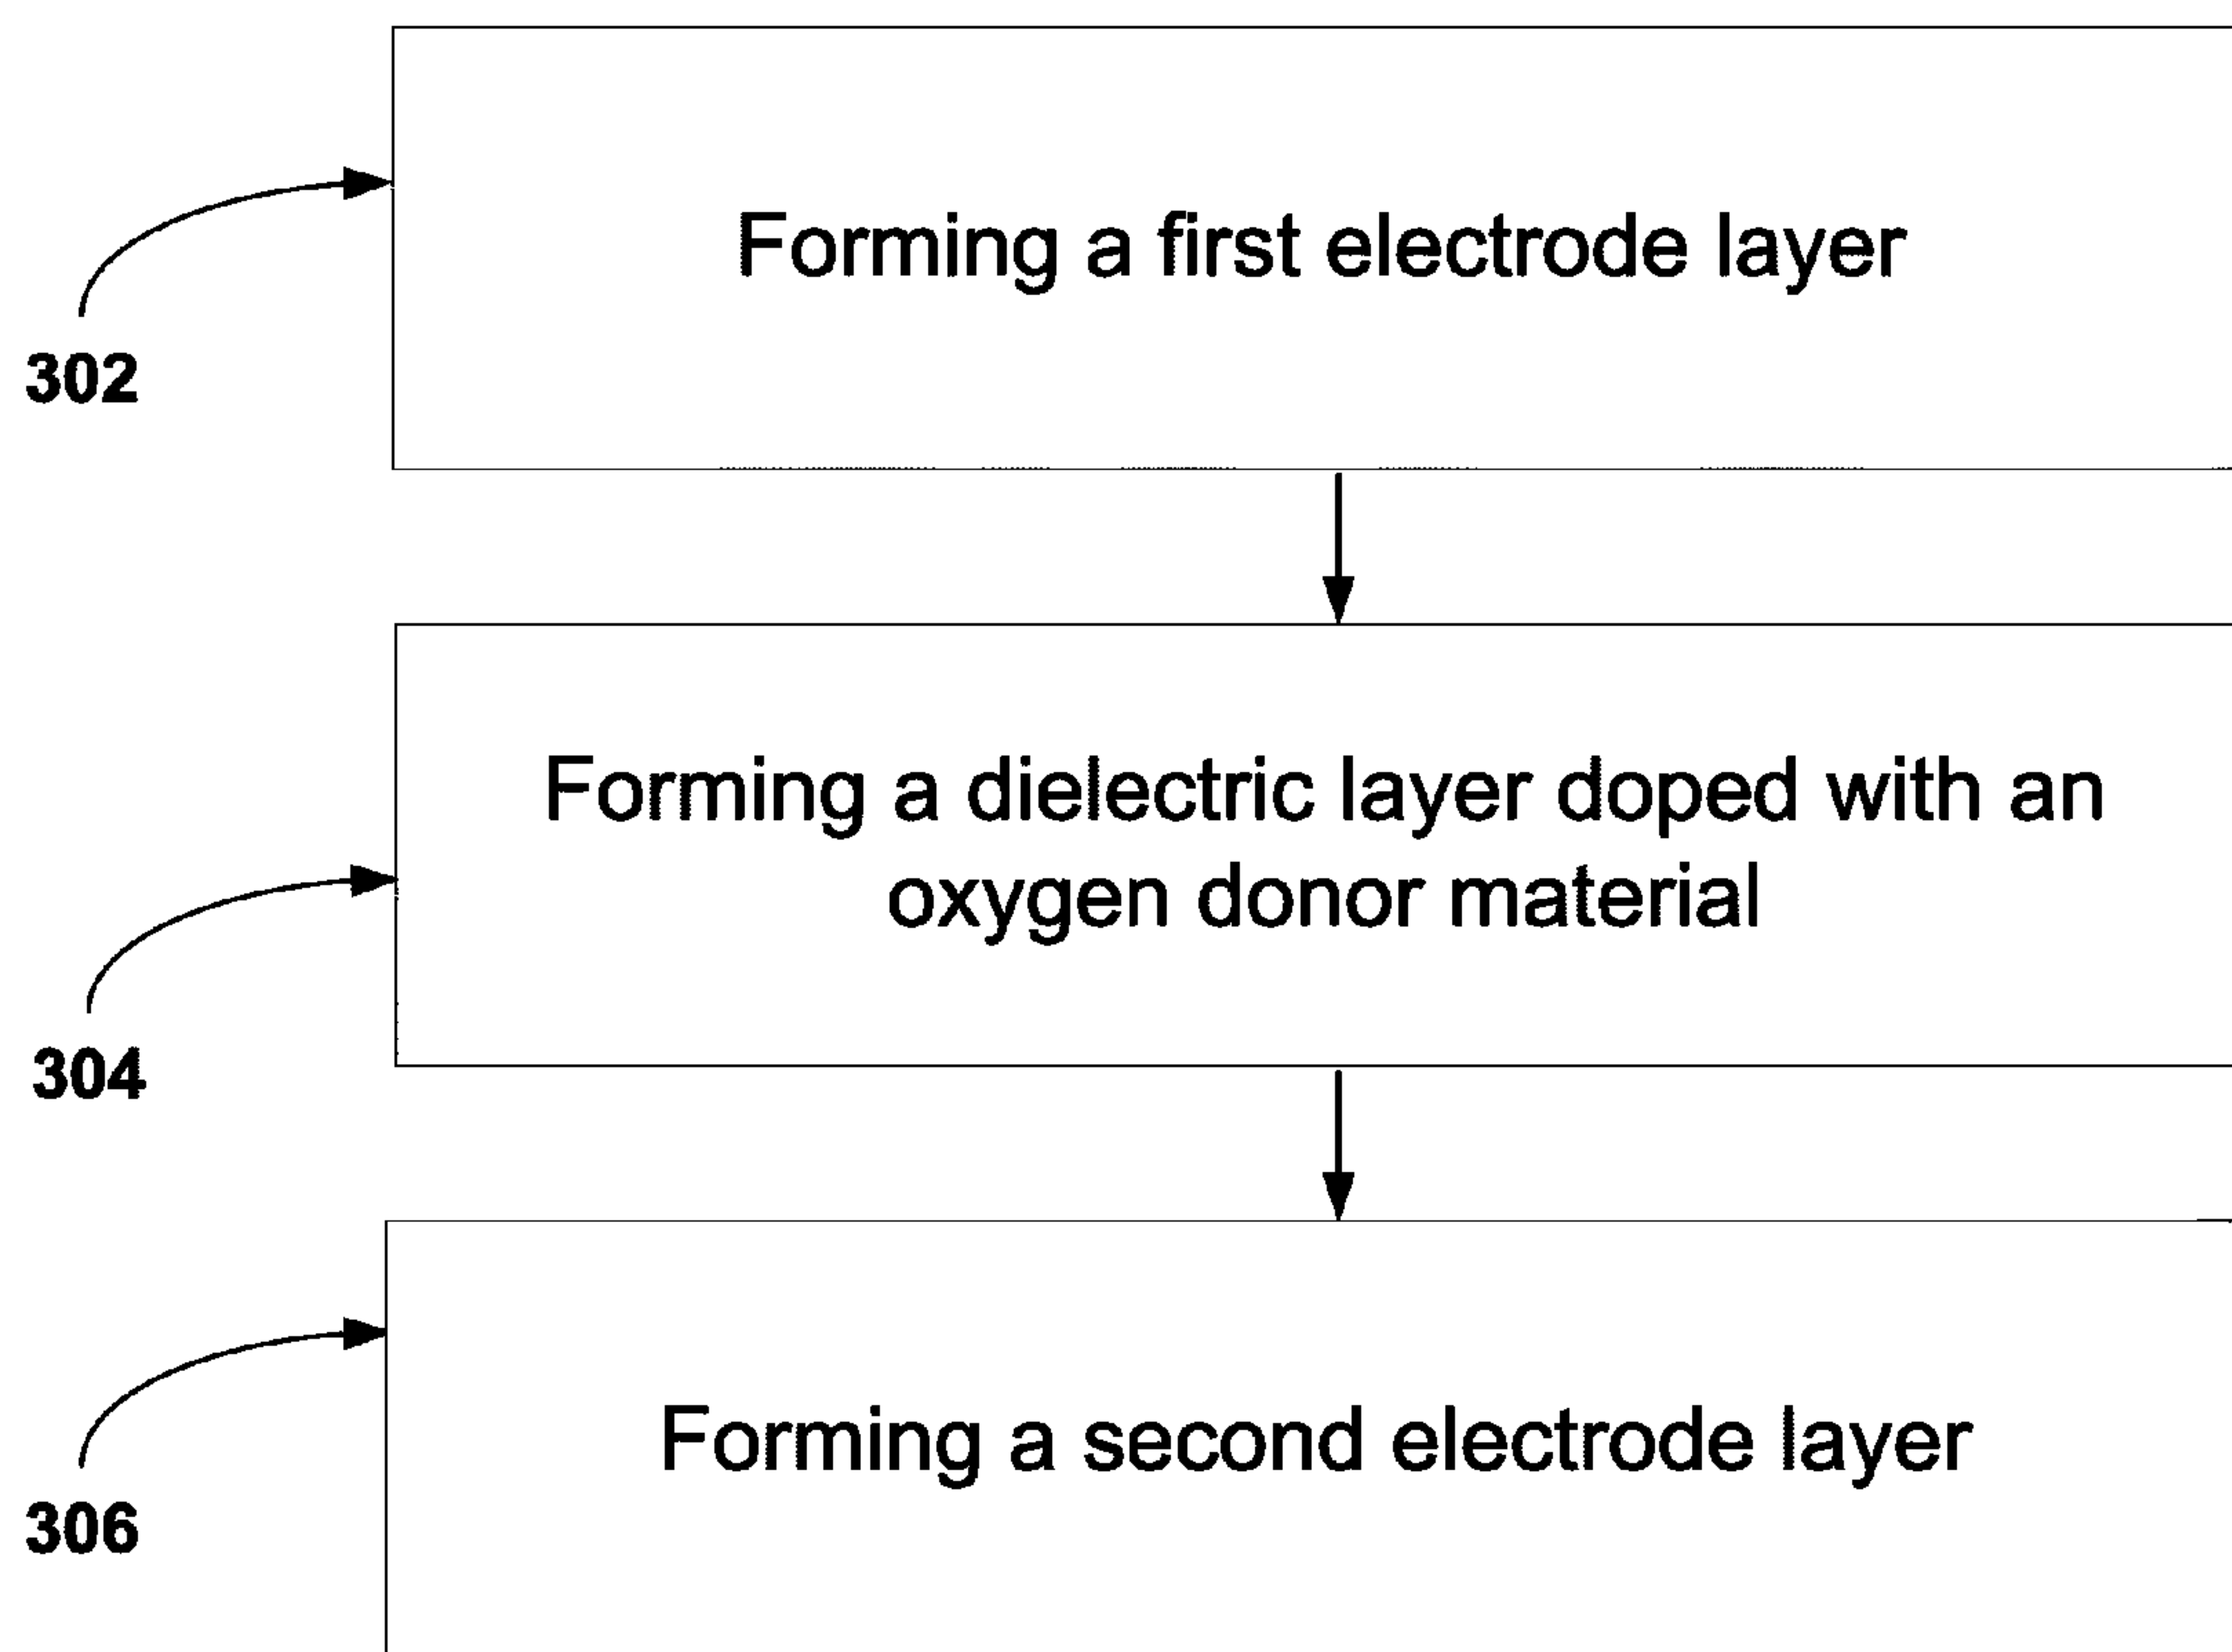 Forming a first electrode layer
302
Forming a dielectric layer doped with an
oxygen donor material
304
Forming a second electrode layer
306